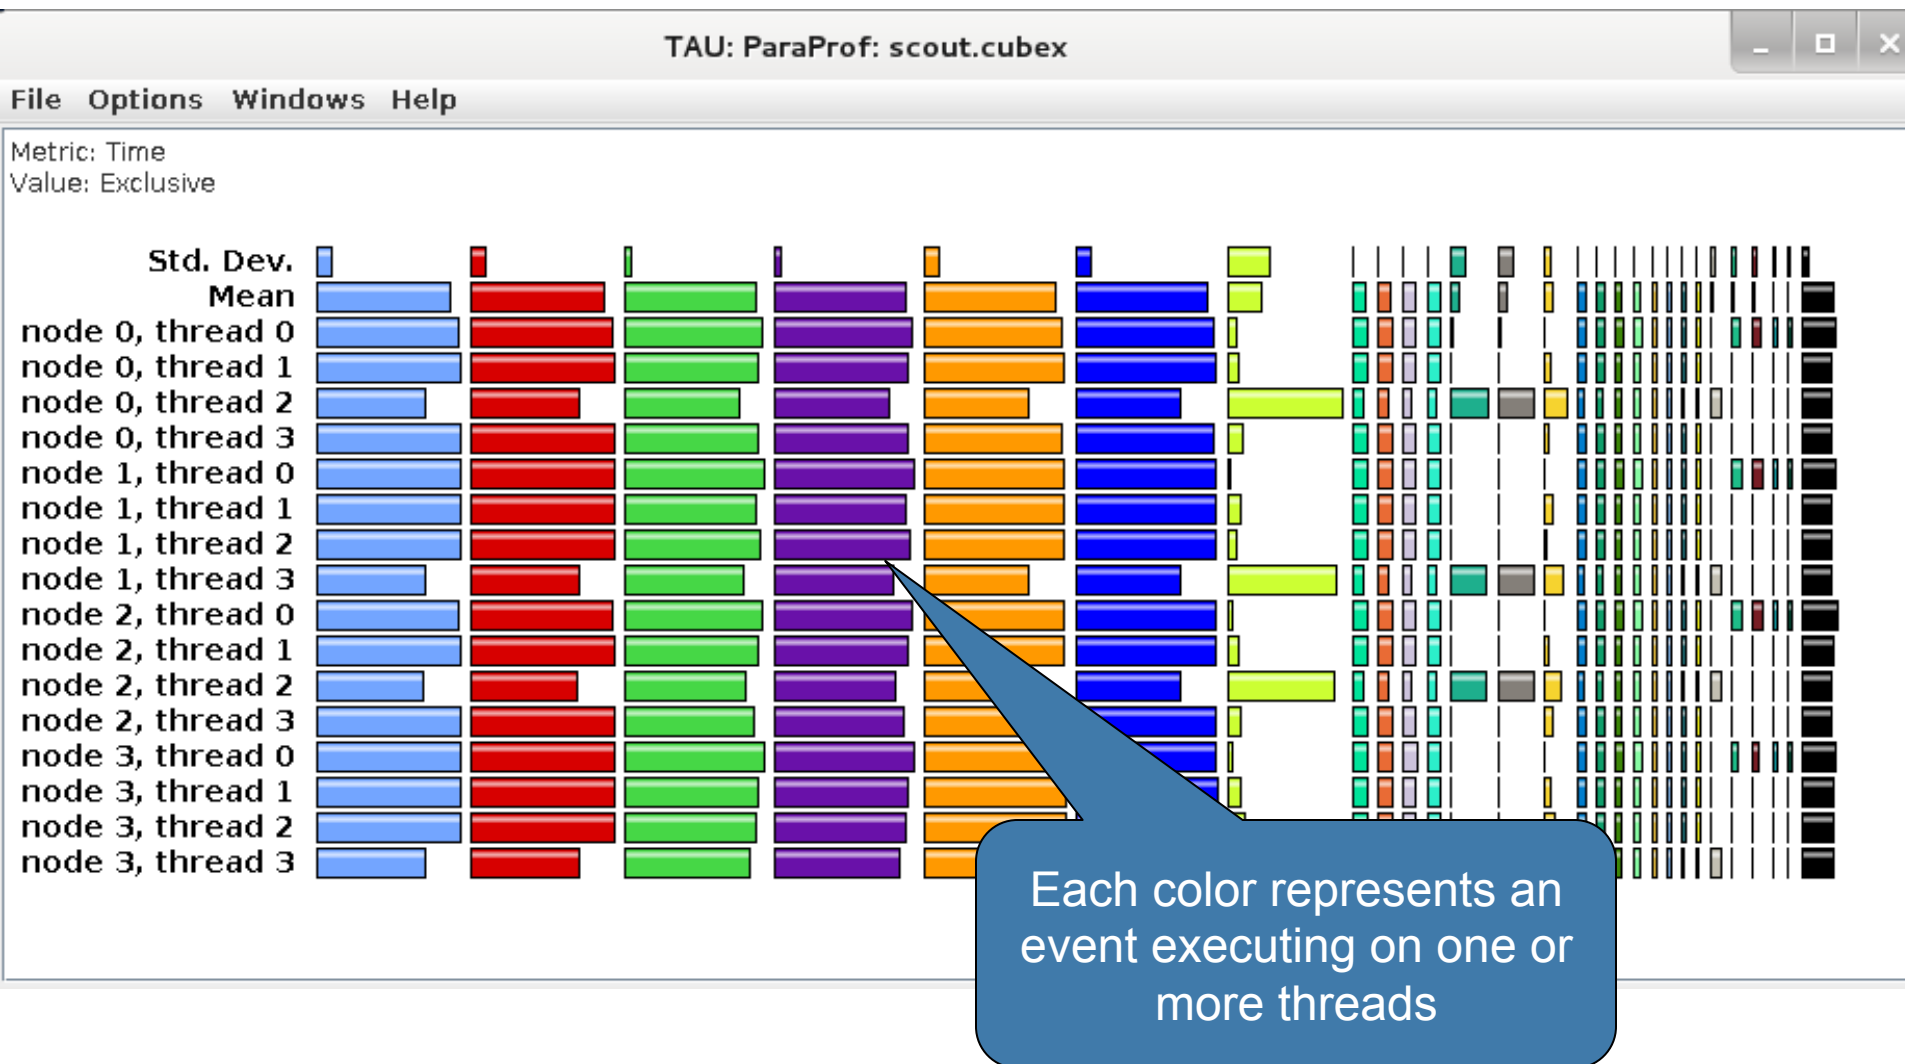 TAU: ParaProf: scout.cubex
File Options Windows Help
Metric: Time
Value: Exclusive
Std. Dev.
Mean
node 0, thread 0
node 0, thread 1
node 0, thread 2
node 0, thread 3
node 1, thread 0
node 1, thread 1
node 1, thread 2
node 1, thread 3
node 2, thread 0
node 2, thread 1
node 2, thread 2
node 2, thread 3
node 3, thread 0
node 3, thread 1
node 3, thread 2
node 3, thread 3
Each color represents an
event executing on one or
more threads